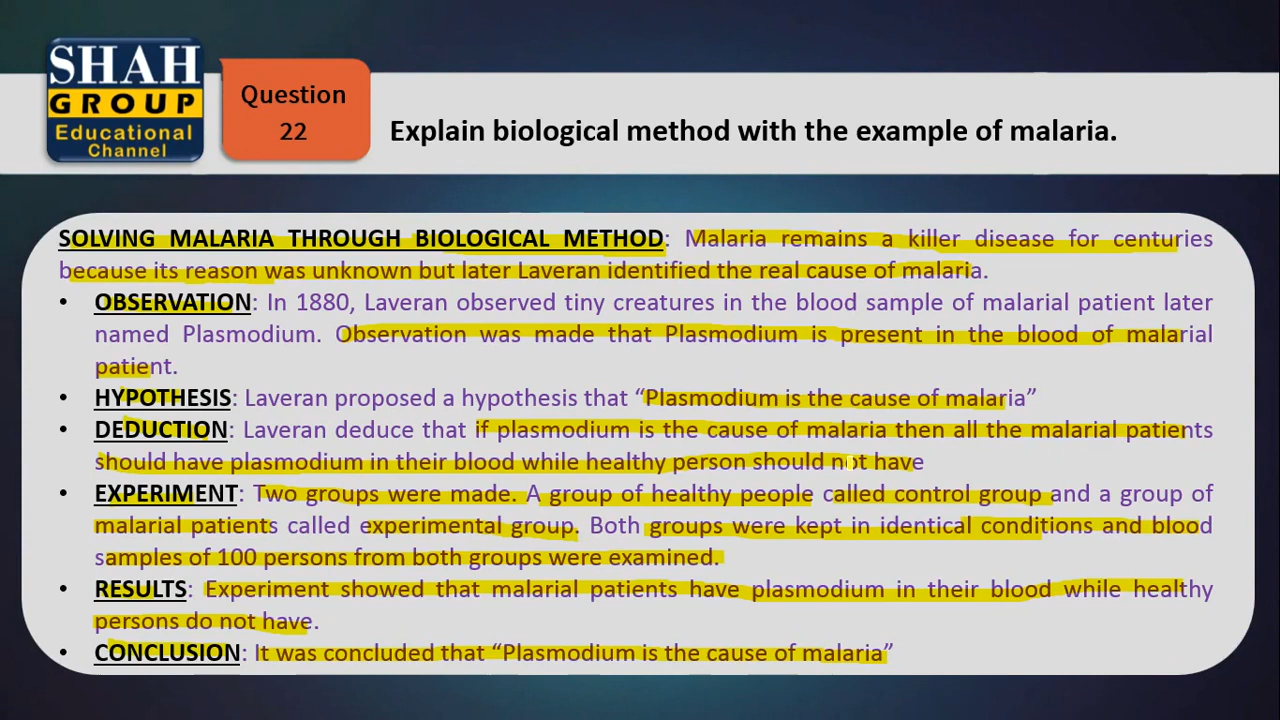 SHAH
GROUP
Educational
Channel
Question
22
Explain biological method with the example of malaria.
SOLVING MALARIA THROUGH BIOLOGICAL METHOD: Malaria remains a killer disease for centuries
because its reason was unknown but later Laveran identified the real cause of malaria.
• OBSERVATION: In 1880, Laveran observed tiny creatures in the blood sample of malarial patient later
named Plasmodium. Observation was made that Plasmodium is present in the blood of malarial
patient.
• HYPOTHESIS: Laveran proposed a hypothesis that “Plasmodium is the cause of malaria”
• DEDUCTION: Laveran deduce that if plasmodium is the cause of malaria then all the malarial patients
should have plasmodium in their blood while healthy person should not have
• EXPERIMENT: Two groups were made. A group of healthy people called control group and a group of
malarial patients called experimental group. Both groups were kept in identical conditions and blood
samples of 100 persons from both groups were examined.
• RESULTS: Experiment showed that malarial patients have plasmodium in their blood while healthy
persons do not have.
• CONCLUSION: It was concluded that “Plasmodium is the cause of malaria”